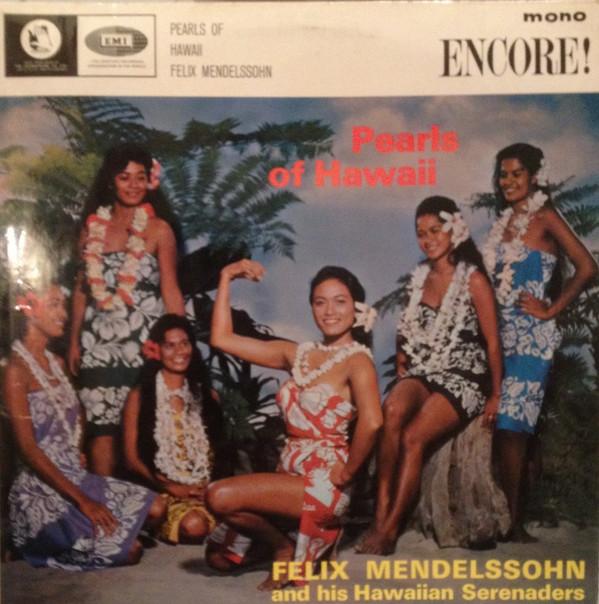 EMI
PEARLS OF
HAWAII
FELIX MENDELSSOHN
mono
ENCORE!
Pearls
of Hawaii
FELIX MENDELSSOHN
and his Hawaiian Serenaders